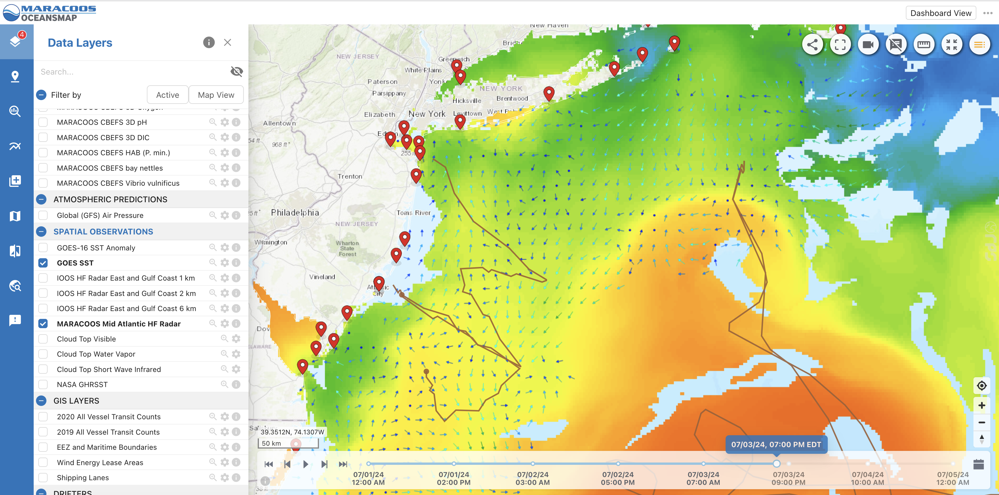 MARACOOS
OCEANSMAP
Dashboard View
4
Data Layers
Search...
Filter by
Active
Map View
MARACOOS CBEFS 3D Oxygen
MARACOOS CBEFS 3D pH
MARACOOS CBEFS 3D DIC
MARACOOS CBEFS HAB (P. min.)
MARACOOS CBEFS bay nettles
MARACOOS CBEFS Vibrio vulnificus
ATMOSPHERIC PREDICTIONS
Global (GFS) Air Pressure
SPATIAL OBSERVATIONS
GOES-16 SST Anomaly
GOES SST
IOOS HF Radar East and Gulf Coast 1 km
IOOS HF Radar East and Gulf Coast 2 km
IOOS HF Radar East and Gulf Coast 6 km
MARACOOS Mid Atlantic HF Radar
Cloud Top Visible
Cloud Top Water Vapor
Cloud Top Short Wave Infrared
NASA GHRSST
GIS LAYERS
2020 All Vessel Transit Counts
2019 All Vessel Transit Counts
EEZ and Maritime Boundaries
Wind Energy Lease Areas
Shipping Lanes
DRIFTERS
New Haven
NEW JERSEY
Greenwich
White Plains
Paterson
Parsippany
NEW YORK
Hicksville
Brentwood
Elizabeth
New York
Levittown
Allentown
54 ft
968 ft
Trenton
Philadelphia
Toms River
NEW JERSEY
Wilmington
Wharton
State
Forest
Vineland
Atlantic
City
39.3512N, 74.1307W
50 km
07/03/24, 07:00 PM EDT
07/01/24
12:00 AM
07/01/24
02:00 PM
07/02/24
03:00 AM
07/02/24
05:00 PM
07/03/24
07:00 AM
07/03/24
09:00 PM
07/04/24
10:00 AM
07/05/24
12:00 AM
38 ft